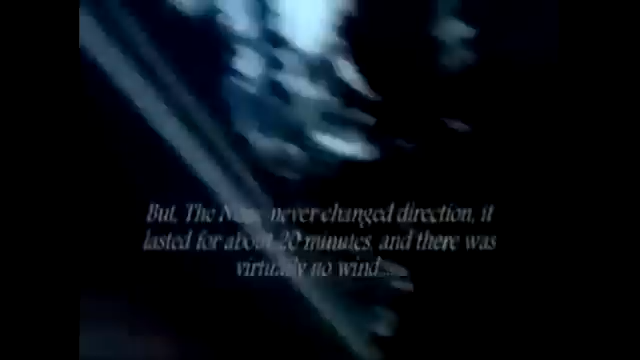 But, The never changed direction, it
lasted for about 20 minutes, and there was
virtually no wind....